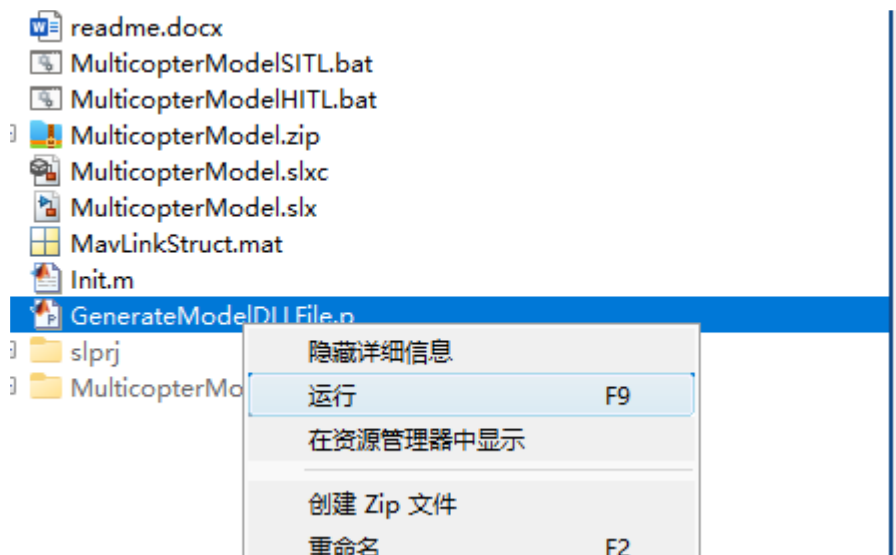 readme.docx
MulticopterModelSITL.bat
MulticopterModelHITL.bat
MulticopterModel.zip
MulticopterModel.slxc
MulticopterModel.slx
MavLinkStruct.mat
Init.m
GenerateModelDLLFile.p
slprj
隐藏详细信息
MulticopterMo
运行 F9
在资源管理器中显示
创建 Zip 文件
重命名 F2